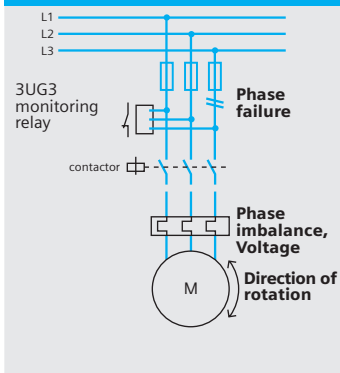 L1
L2
L3
3UG3
monitoring
relay
Phase
failure
contactor
Phase
imbalance,
Voltage
M
Direction of
rotation